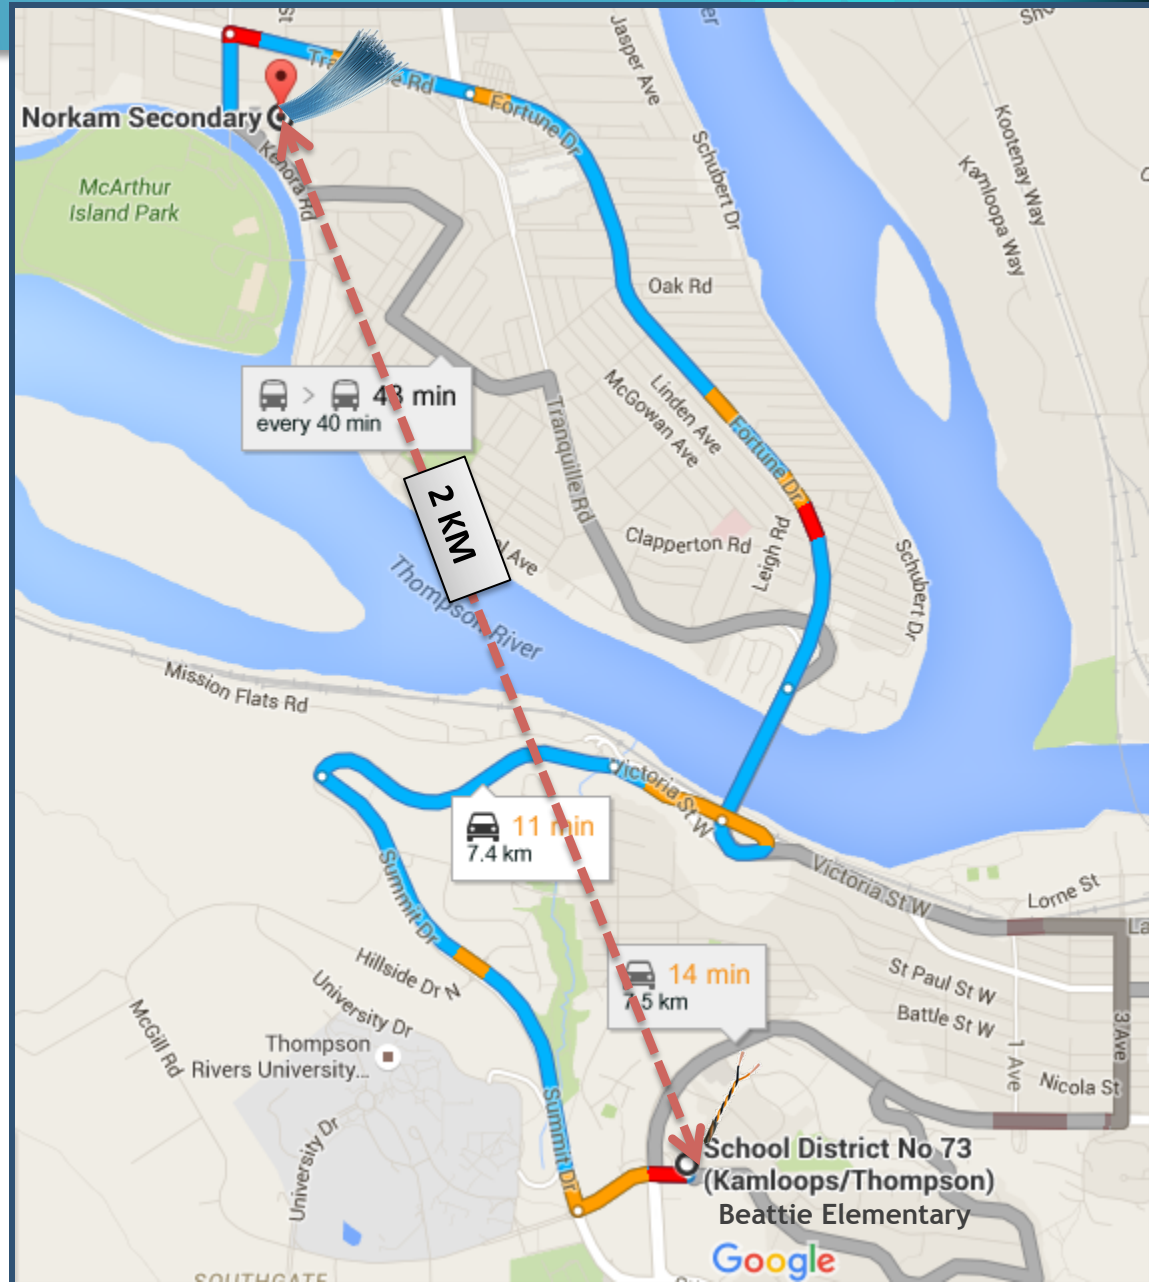 St
Jasper Ave
Fortune Dr
Norkam Secondary
Kenora Rd
McArthur
Island Park
Schubert Dr
Kootenay Way
Kamloopa Way
Oak Rd
43 min
every 40 min
Linden Ave
McGowan Ave
Fortune Dr
Tranquille Rd
2 KM
Clapperton Rd
Leigh Rd
Schubert Dr
Ave
Thompson River
Mission Flats Rd
Victoria St W
11 min
7.4 km
Victoria St W
Lorne St
Summit Dr
Hillside Dr N
14 min
7.5 km
St Paul St W
Battle St W
University Dr
McGill Rd
Thompson
Rivers University...
3 Ave
1 Ave
Nicola St
Summit Dr
University Dr
School District No 73
(Kamloops/Thompson)
Beattie Elementary
Google
SOUTHGATE